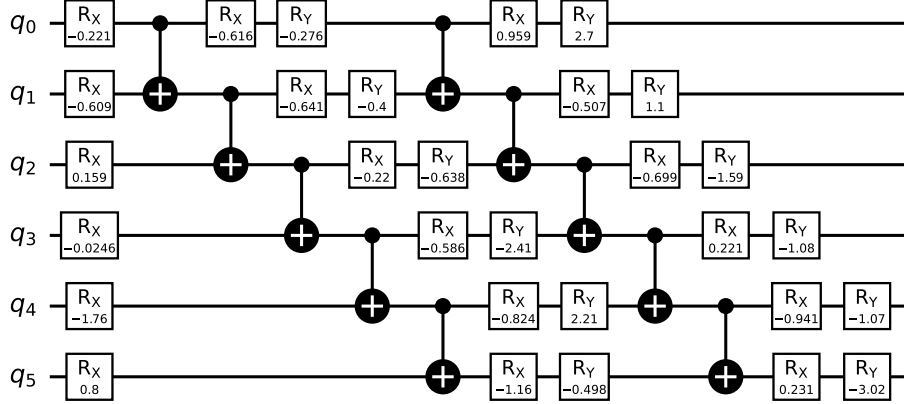 q0 RX −0.221 RX −0.616 RY −0.276 RX 0.959 RY 2.7
q1 RX −0.609 RX −0.641 RY −0.4 RX −0.507 RY 1.1
q2 RX 0.159 RX −0.22 RY −0.638 RX −0.699 RY −1.59
q3 RX −0.0246 RX −0.586 RY −2.41 RX 0.221 RY −1.08
q4 RX −1.76 RX −0.824 RY 2.21 RX −0.941 RY −1.07
q5 RX 0.8 RX −1.16 RY −0.498 RX 0.231 RY −3.02